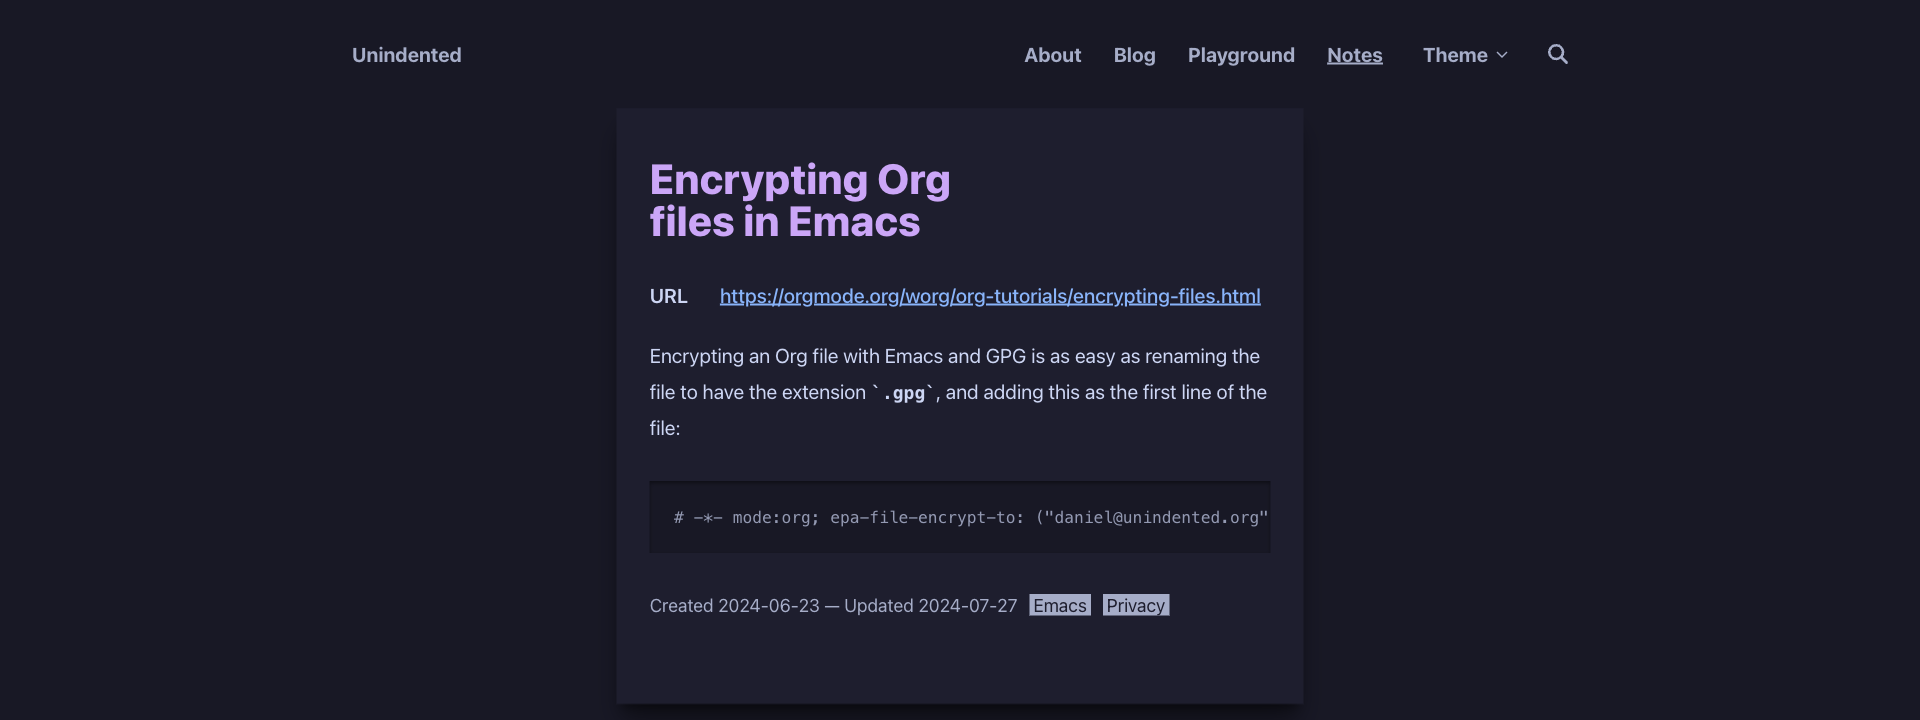 Unindented
About Blog Playground Notes Theme
Encrypting Org
files in Emacs
URL https://orgmode.org/worg/org-tutorials/encrypting-files.html
Encrypting an Org file with Emacs and GPG is as easy as renaming the
file to have the extension `.gpg`, and adding this as the first line of the
file:
# -*- mode:org; epa-file-encrypt-to: ("daniel@unindented.org"
Created 2024-06-23 — Updated 2024-07-27 Emacs Privacy